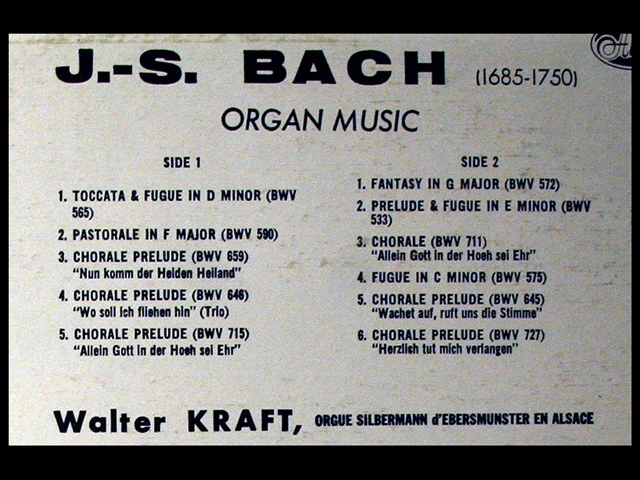 J.-S. BACH (1685-1750)
ORGAN MUSIC
SIDE 1
1. TOCCATA & FUGUE IN D MINOR (BWV
565)
2. PASTORALE IN F MAJOR (BWV 590)
3. CHORALE PRELUDE (BWV 659)
"Nun komm der Heiden Heiland"
4. CHORALE PRELUDE (BWV 646)
"Wo soll ich fliehen hin" (Trio)
5. CHORALE PRELUDE (BWV 715)
"Allein Gott in der Hoeh sei Ehr"
SIDE 2
1. FANTASY IN G MAJOR (BWV 572)
2. PRELUDE & FUGUE IN E MINOR (BWV
533)
3. CHORALE (BWV 711)
"Allein Gott in der Hoeh sei Ehr"
4. FUGUE IN C MINOR (BWV 575)
5. CHORALE PRELUDE (BWV 645)
"Wachet auf, ruft uns die Stimme"
6. CHORALE PRELUDE (BWV 727)
"Herzlich tut mich verlangen"
Walter KRAFT, ORGUE SILBERMANN d'EBERSMUNSTER EN ALSACE